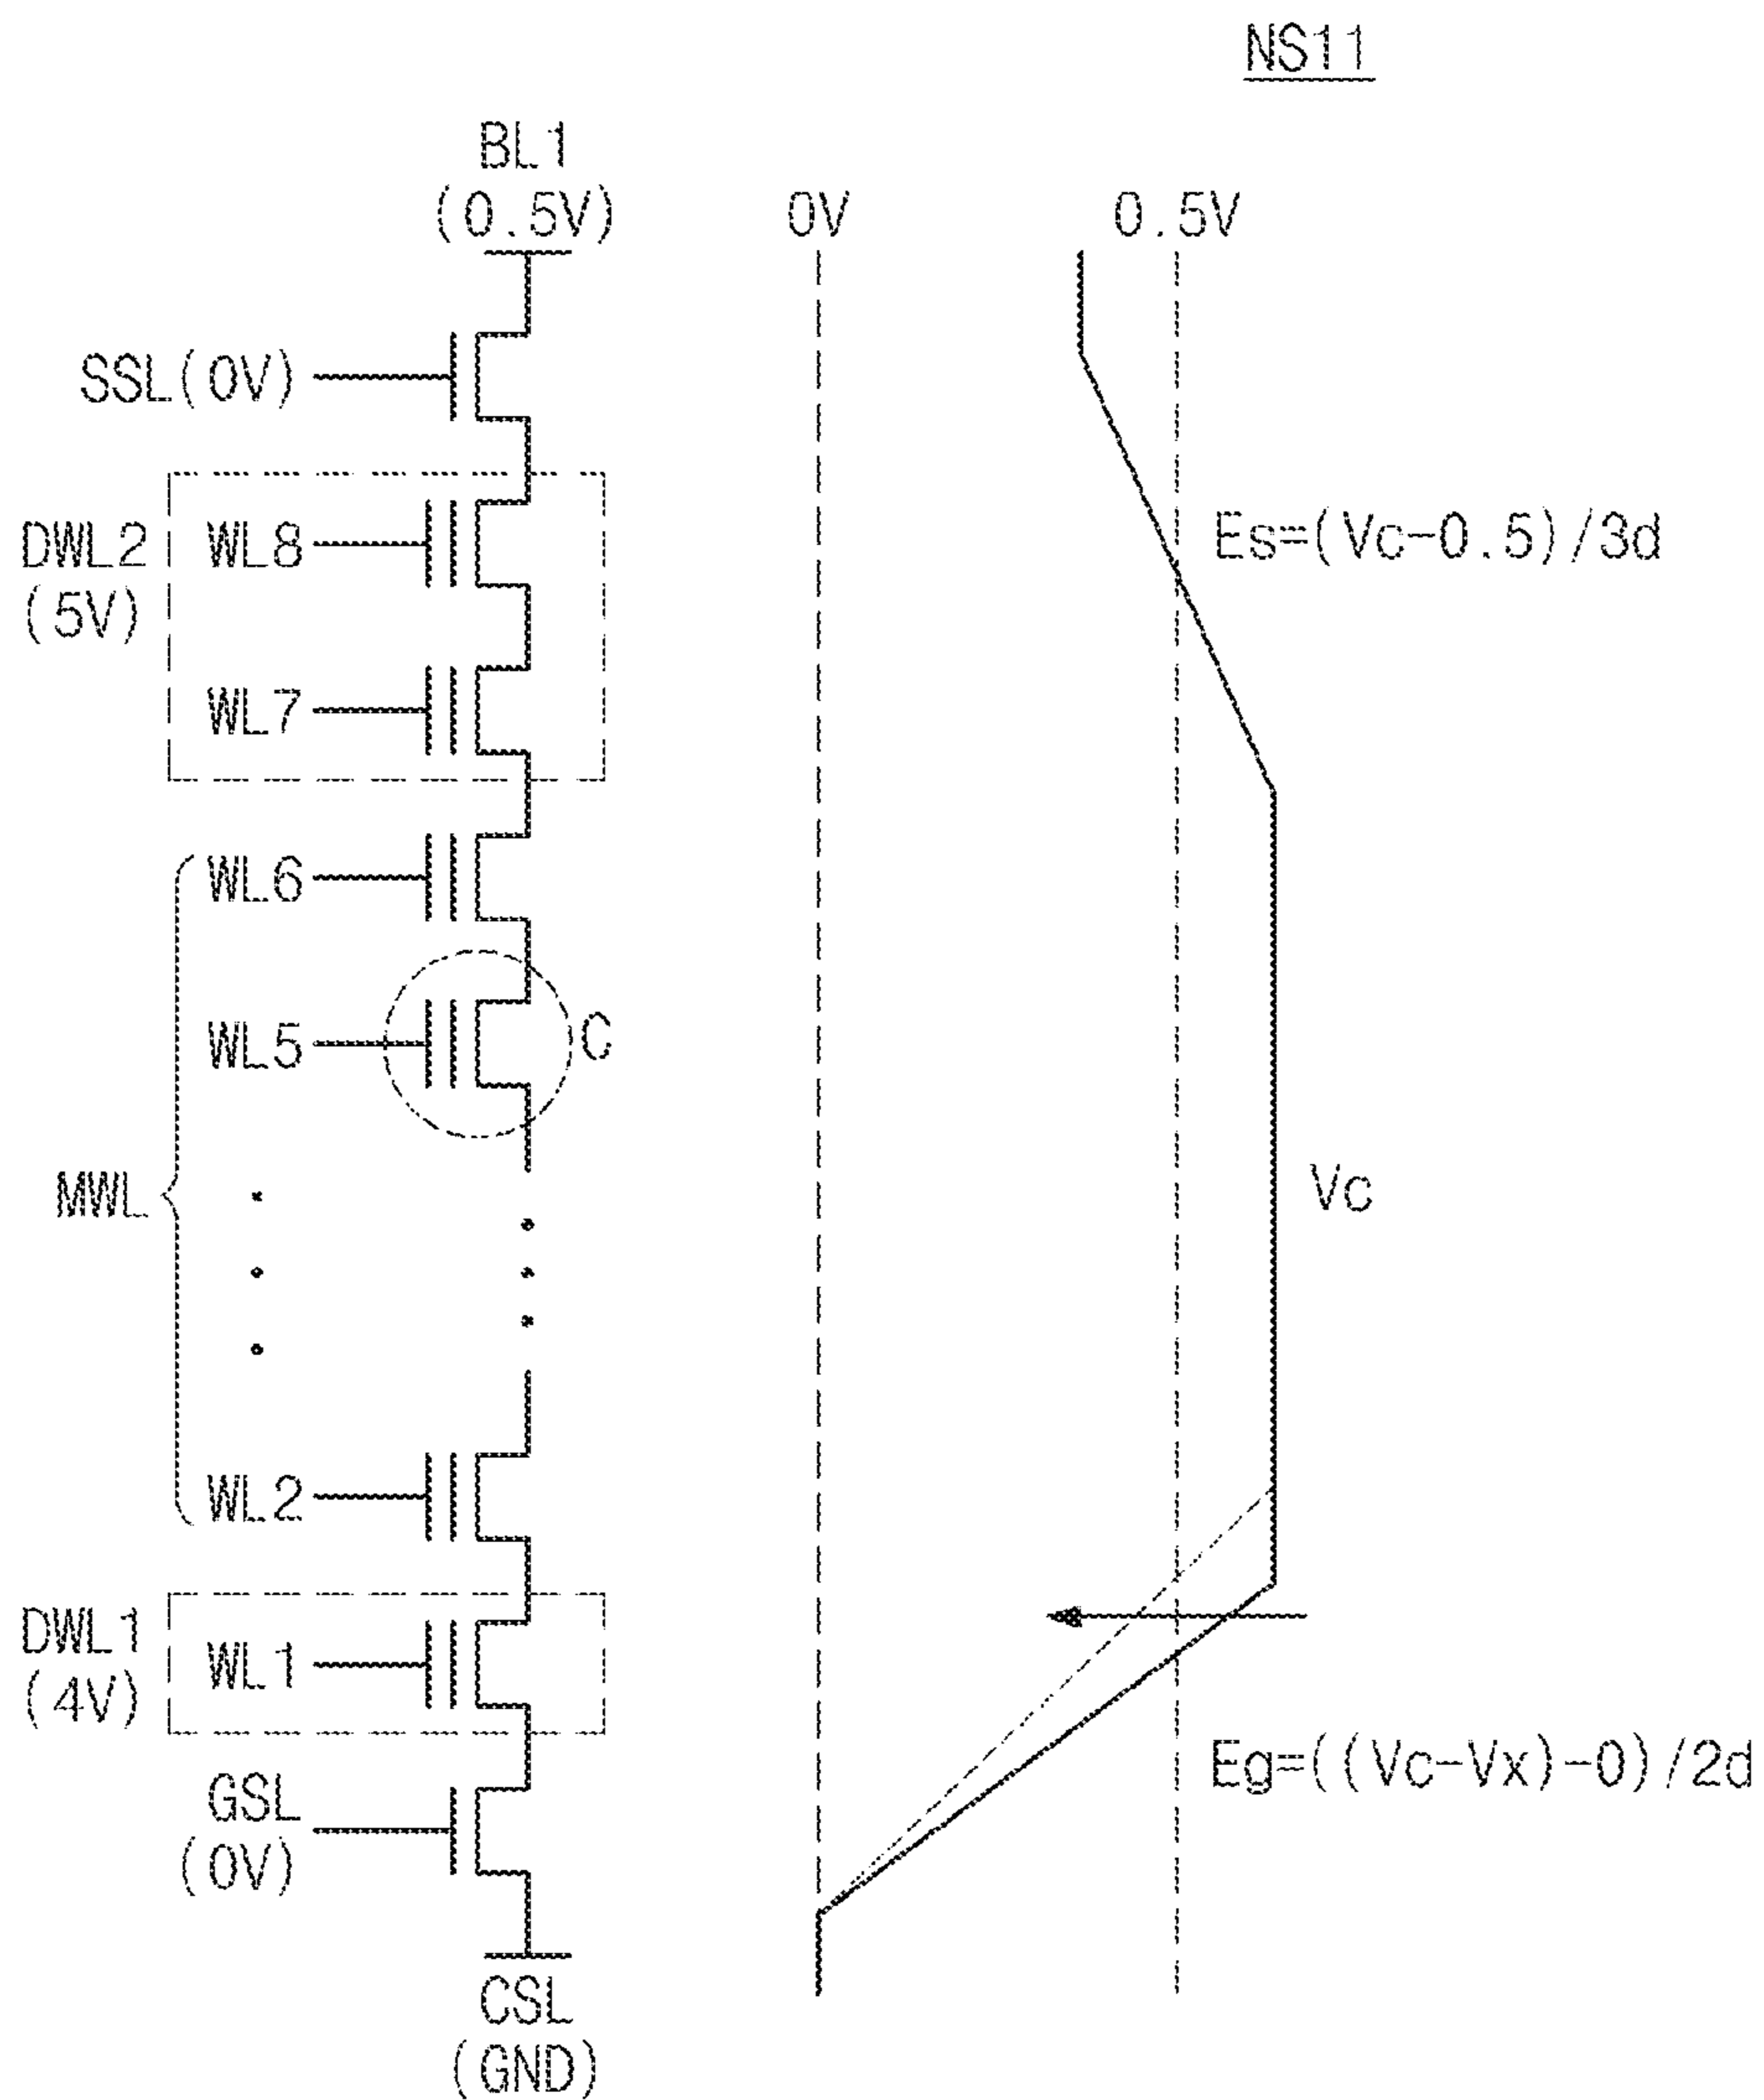 NS11
BL1
(0.5V)
0V
0.5V
SSL(0V)
DWL2
(5V)
WL8
Es=(Vc-0.5)/3d
WL7
WL6
WL5
C
MWL
Vc
WL2
DWL1
(4V)
WL1
Eg=((Vc-Vx)-0)/2d
GSL
(0V)
CSL
(GND)